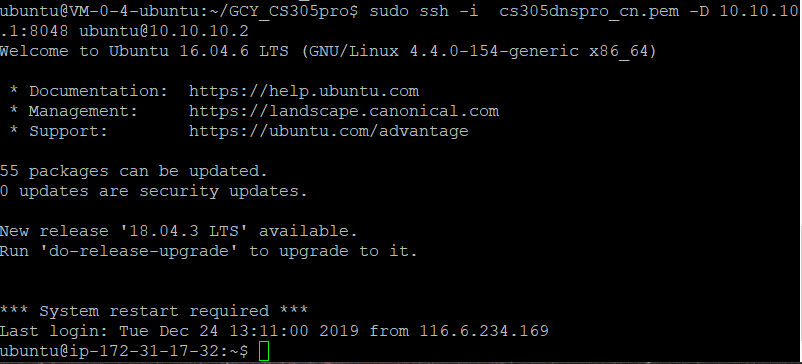 ubuntu@VM-0-4-ubuntu:~/GCY_CS305pro$ sudo ssh -i  cs305dnspro_cn.pem -D 10.10.10
.1:8048 ubuntu@10.10.10.2
Welcome to Ubuntu 16.04.6 LTS (GNU/Linux 4.4.0-154-generic x86_64)

 * Documentation:  https://help.ubuntu.com
 * Management:     https://landscape.canonical.com
 * Support:        https://ubuntu.com/advantage

55 packages can be updated.
0 updates are security updates.

New release '18.04.3 LTS' available.
Run 'do-release-upgrade' to upgrade to it.


*** System restart required ***
Last login: Tue Dec 24 13:11:00 2019 from 116.6.234.169
ubuntu@ip-172-31-17-32:~$